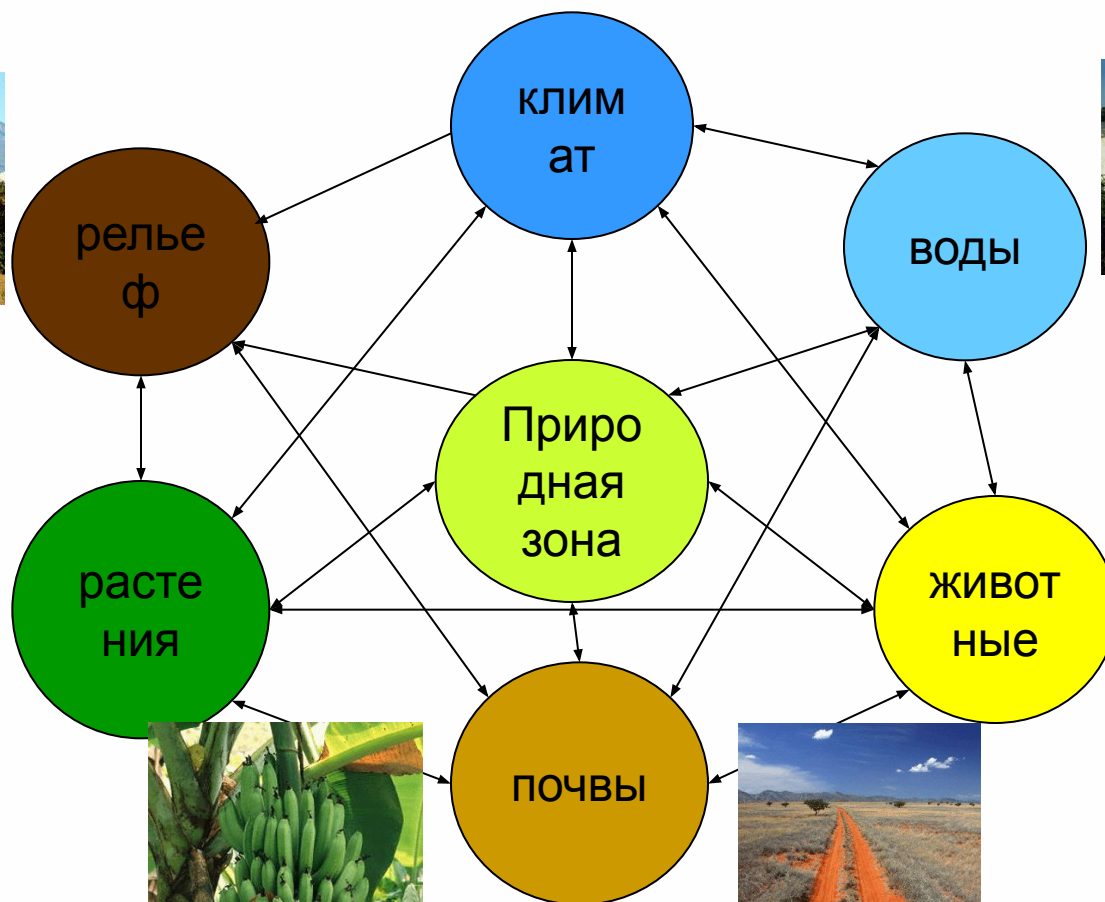 клим
ат
релье
ф
воды
Приро
дная
зона
расте
ния
живот
ные
почвы